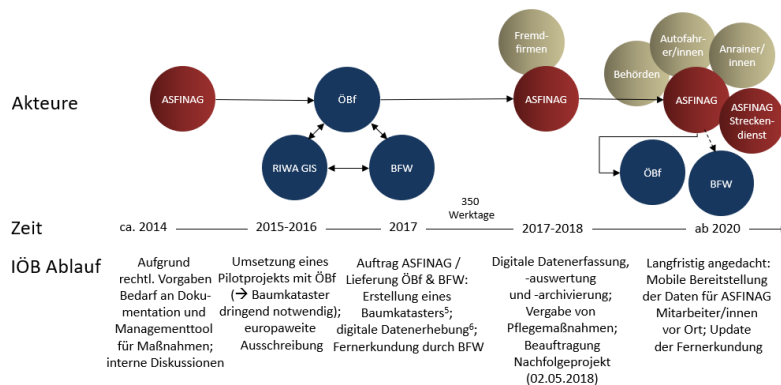 Fremd-
firmen
Autofahr-
er/innen
Anrainer/
innen
Behörden
Akteure
ASFINAG
ÖBf
ASFINAG
ASFINAG
ASFINAG
Strecken-
dienst
RIWA GIS
BFW
ÖBf
BFW
350
Werktage
Zeit
ca. 2014
2015-2016
2017
2017-2018
ab 2020
IÖB Ablauf
Aufgrund
rechtl. Vorgaben
Bedarf an Doku-
mentation und
Managementtool
für Maßnahmen;
interne Diskussionen
Umsetzung eines
Pilotprojekts mit ÖBf
(→ Baumkataster
dringend notwendig);
europaweite
Ausschreibung
Auftrag ASFINAG /
Lieferung ÖBf & BFW:
Erstellung eines
Baumkatasters⁵;
digitale Datenerhebung⁶;
Fernerkundung durch BFW
Digitale Datenerfassung,
-auswertung
und -archivierung;
Vergabe von
Pflegemaßnahmen;
Beauftragung
Nachfolgeprojekt
(02.05.2018)
Langfristig angedacht:
Mobile Bereitstellung
der Daten für ASFINAG
Mitarbeiter/innen
vor Ort; Update
der Fernerkundung